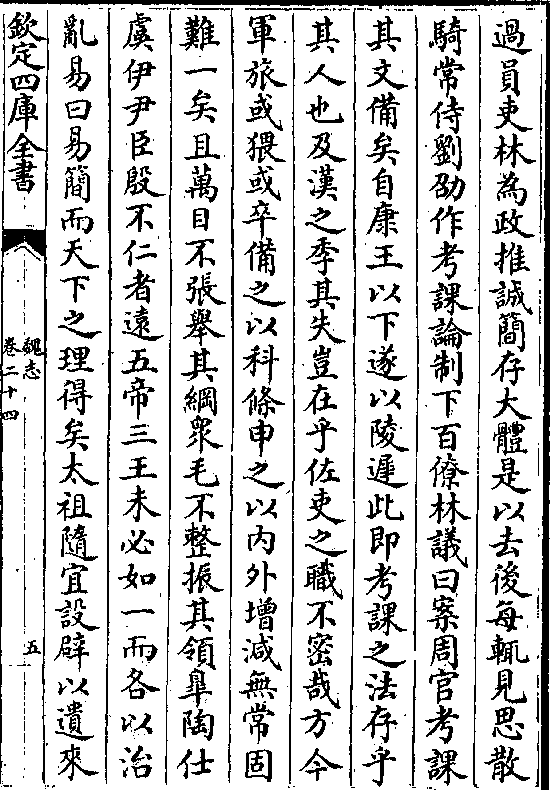 過員吏林為政推誠簡存大體是以去後每輒見思散
騎常侍劉劭作考課論制下百僚林議曰案周官考課
其文備矣自康王以下遂以陵遲此即考課之法存乎
其人也及漢之季其失豈在乎佐吏之職不密哉方今
軍旅或猥或卒備之以科條申之以內外增減無常固
難一矣且萬目不張舉其綱衆毛不整振其領臯陶仕
虞伊尹臣殷不仁者遠五帝三王未必如一而各以治
亂易曰易簡而天下之理得矣太祖隨宜設辟以遺來
欽定四庫全書
魏志
卷二十四
五